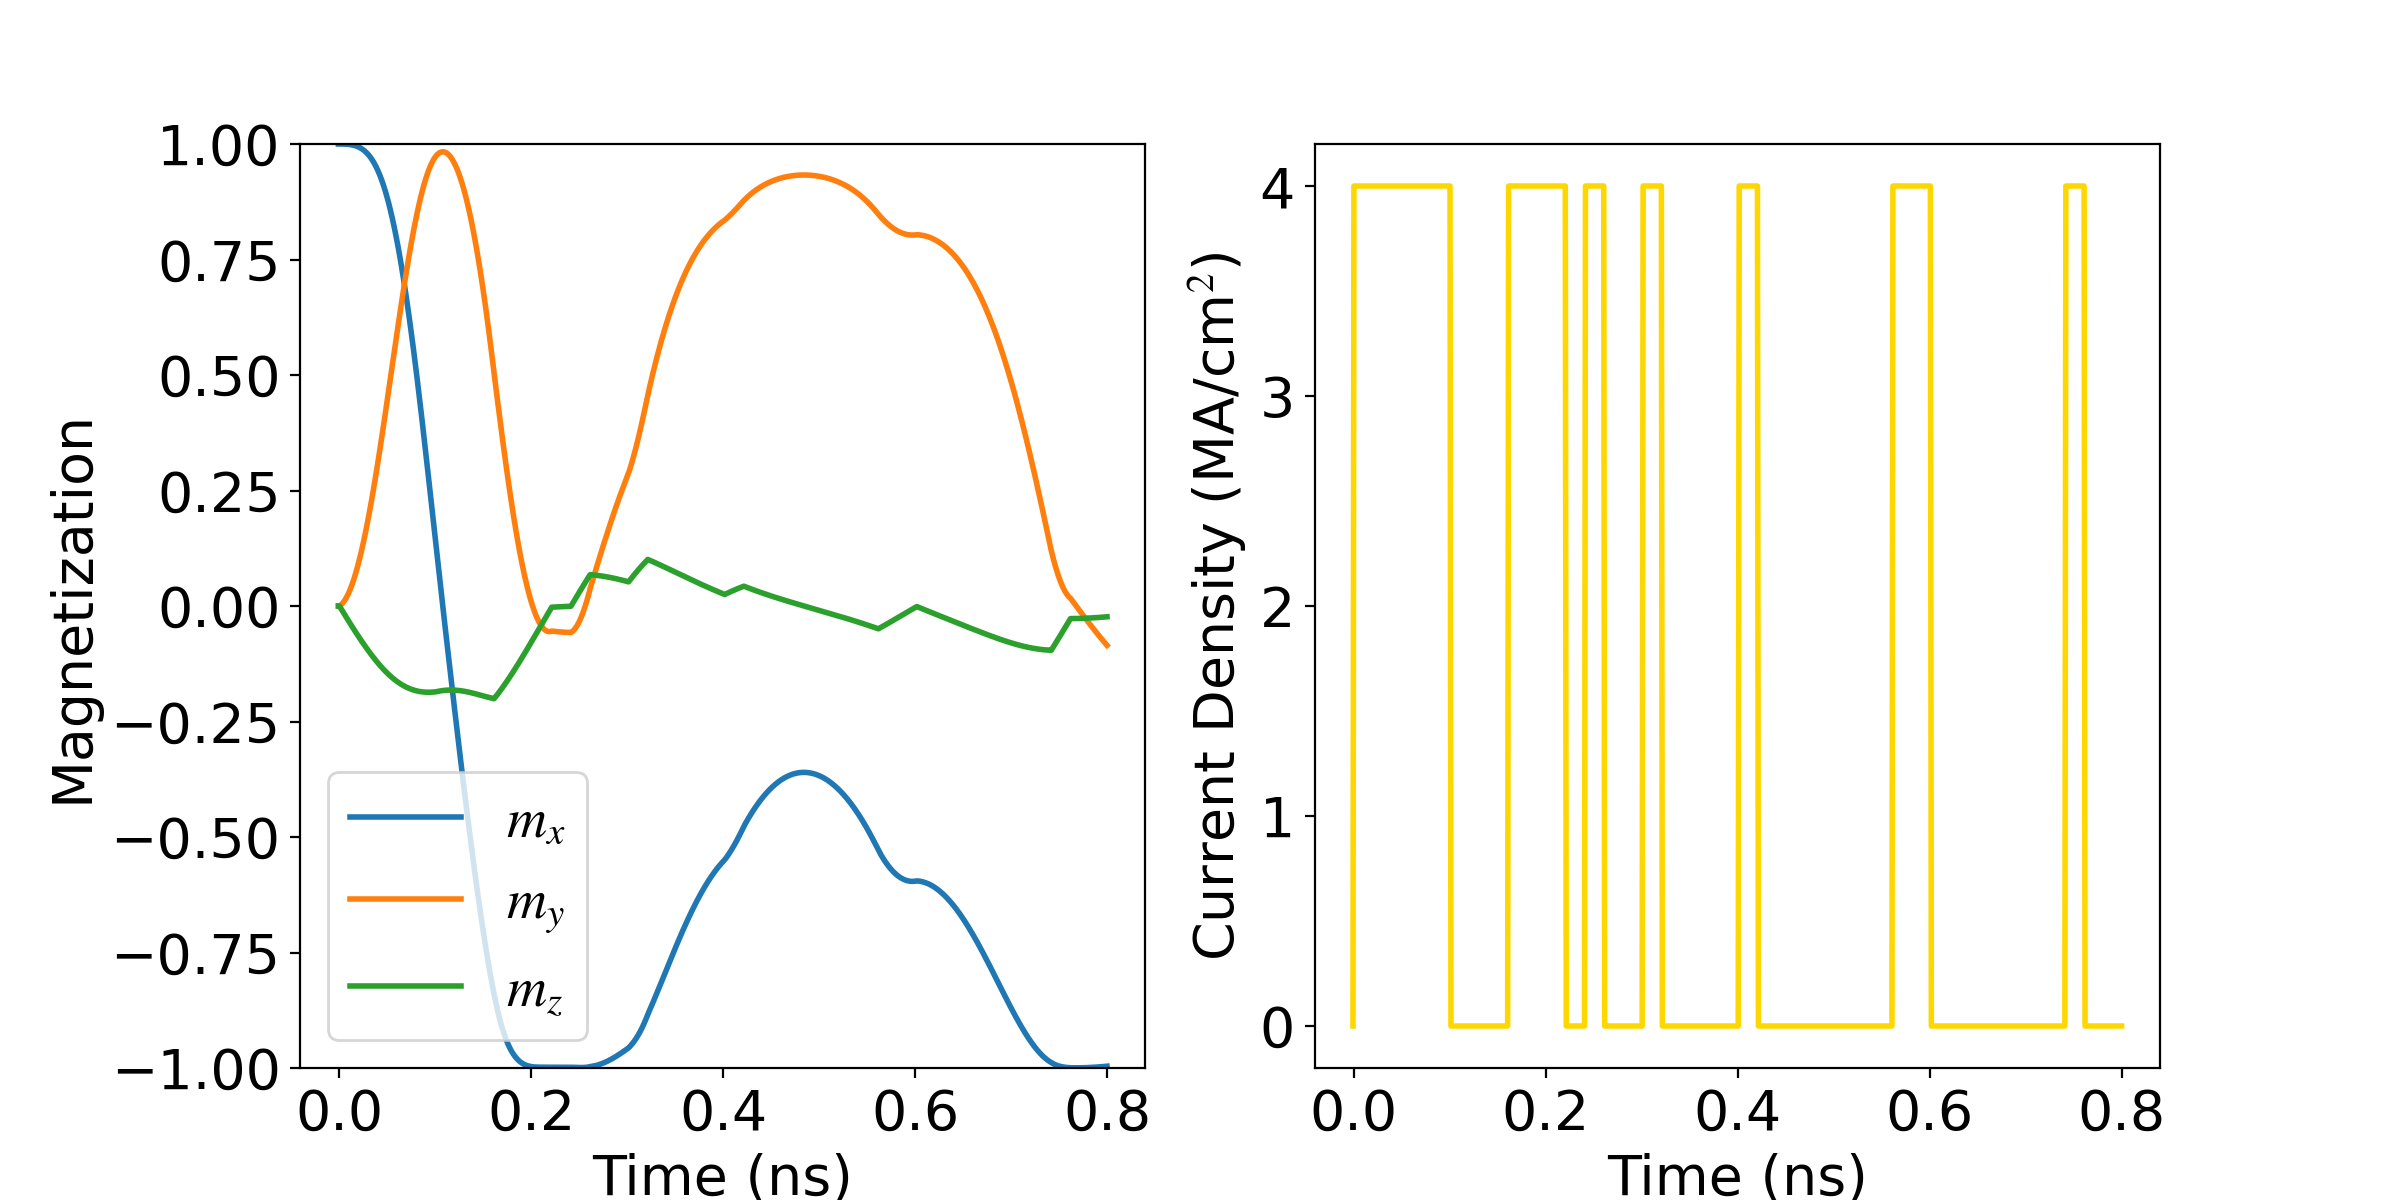 Magnetization
1.00
0.75
0.50
0.25
0.00
−0.25
−0.50
−0.75
−1.00
0.0 0.2 0.4 0.6 0.8
Time (ns)
m_x
m_y
m_z
Current Density (MA/cm²)
4
3
2
1
0
0.0 0.2 0.4 0.6 0.8
Time (ns)